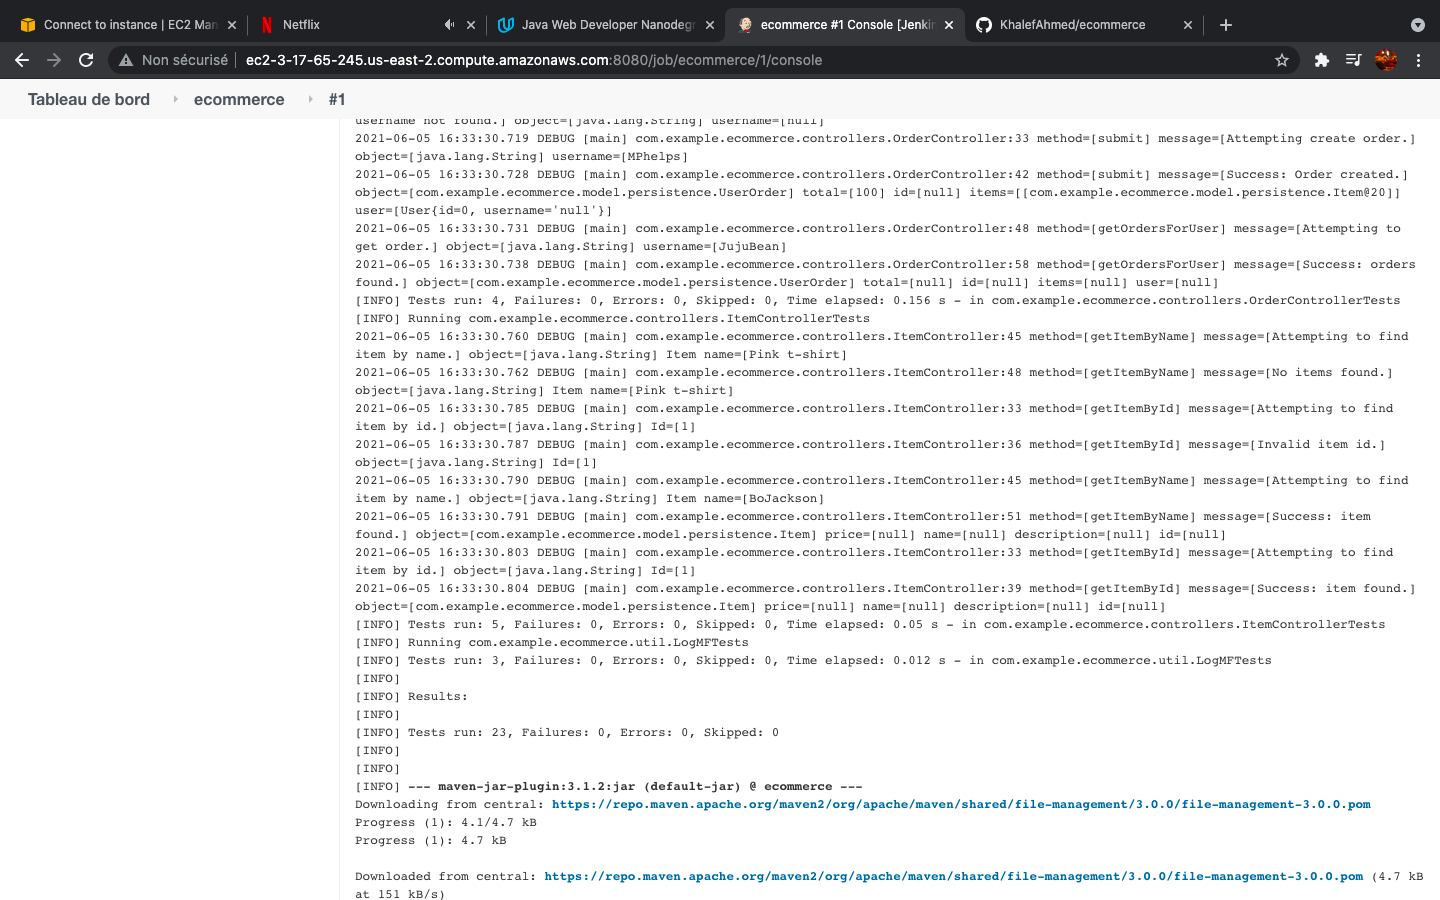 Connect to instance | EC2 Man
Netflix
Java Web Developer Nanodegr
ecommerce #1 Console [Jenkin
KhalefAhmed/ecommerce
Non sécurisé | ec2-3-17-65-245.us-east-2.compute.amazonaws.com:8080/job/ecommerce/1/console
Tableau de bord ecommerce #1
username not found.] object=[java.lang.String] username=[null]
2021-06-05 16:33:30.719 DEBUG [main] com.example.ecommerce.controllers.OrderController:33 method=[submit] message=[Attempting create order.]
object=[java.lang.String] username=[MPhelps]
2021-06-05 16:33:30.728 DEBUG [main] com.example.ecommerce.controllers.OrderController:42 method=[submit] message=[Success: Order created.]
object=[com.example.ecommerce.model.persistence.UserOrder] total=[100] id=[null] items=[[com.example.ecommerce.model.persistence.Item@20]]
user=[User{id=0, username='null'}]
2021-06-05 16:33:30.731 DEBUG [main] com.example.ecommerce.controllers.OrderController:48 method=[getOrdersForUser] message=[Attempting to
get order.] object=[java.lang.String] username=[JujuBean]
2021-06-05 16:33:30.738 DEBUG [main] com.example.ecommerce.controllers.OrderController:58 method=[getOrdersForUser] message=[Success: orders
found.] object=[com.example.ecommerce.model.persistence.UserOrder] total=[null] id=[null] items=[null] user=[null]
[INFO] Tests run: 4, Failures: 0, Errors: 0, Skipped: 0, Time elapsed: 0.156 s - in com.example.ecommerce.controllers.OrderControllerTests
[INFO] Running com.example.ecommerce.controllers.ItemControllerTests
2021-06-05 16:33:30.760 DEBUG [main] com.example.ecommerce.controllers.ItemController:45 method=[getItemByName] message=[Attempting to find
item by name.] object=[java.lang.String] Item name=[Pink t-shirt]
2021-06-05 16:33:30.762 DEBUG [main] com.example.ecommerce.controllers.ItemController:48 method=[getItemByName] message=[No items found.]
object=[java.lang.String] Item name=[Pink t-shirt]
2021-06-05 16:33:30.785 DEBUG [main] com.example.ecommerce.controllers.ItemController:33 method=[getItemById] message=[Attempting to find
item by id.] object=[java.lang.String] Id=[1]
2021-06-05 16:33:30.787 DEBUG [main] com.example.ecommerce.controllers.ItemController:36 method=[getItemById] message=[Invalid item id.]
object=[java.lang.String] Id=[1]
2021-06-05 16:33:30.790 DEBUG [main] com.example.ecommerce.controllers.ItemController:45 method=[getItemByName] message=[Attempting to find
item by name.] object=[java.lang.String] Item name=[BoJackson]
2021-06-05 16:33:30.791 DEBUG [main] com.example.ecommerce.controllers.ItemController:51 method=[getItemByName] message=[Success: item
found.] object=[com.example.ecommerce.model.persistence.Item] price=[null] name=[null] description=[null] id=[null]
2021-06-05 16:33:30.803 DEBUG [main] com.example.ecommerce.controllers.ItemController:33 method=[getItemById] message=[Attempting to find
item by id.] object=[java.lang.String] Id=[1]
2021-06-05 16:33:30.804 DEBUG [main] com.example.ecommerce.controllers.ItemController:39 method=[getItemById] message=[Success: item found.]
object=[com.example.ecommerce.model.persistence.Item] price=[null] name=[null] description=[null] id=[null]
[INFO] Tests run: 5, Failures: 0, Errors: 0, Skipped: 0, Time elapsed: 0.05 s - in com.example.ecommerce.controllers.ItemControllerTests
[INFO] Running com.example.ecommerce.util.LogMFTests
[INFO] Tests run: 3, Failures: 0, Errors: 0, Skipped: 0, Time elapsed: 0.012 s - in com.example.ecommerce.util.LogMFTests
[INFO]
[INFO] Results:
[INFO]
[INFO] Tests run: 23, Failures: 0, Errors: 0, Skipped: 0
[INFO]
[INFO]
[INFO] --- maven-jar-plugin:3.1.2:jar (default-jar) @ ecommerce ---
Downloading from central: https://repo.maven.apache.org/maven2/org/apache/maven/shared/file-management/3.0.0/file-management-3.0.0.pom
Progress (1): 4.1/4.7 kB
Progress (1): 4.7 kB
Downloaded from central: https://repo.maven.apache.org/maven2/org/apache/maven/shared/file-management/3.0.0/file-management-3.0.0.pom (4.7 kB
at 151 kB/s)